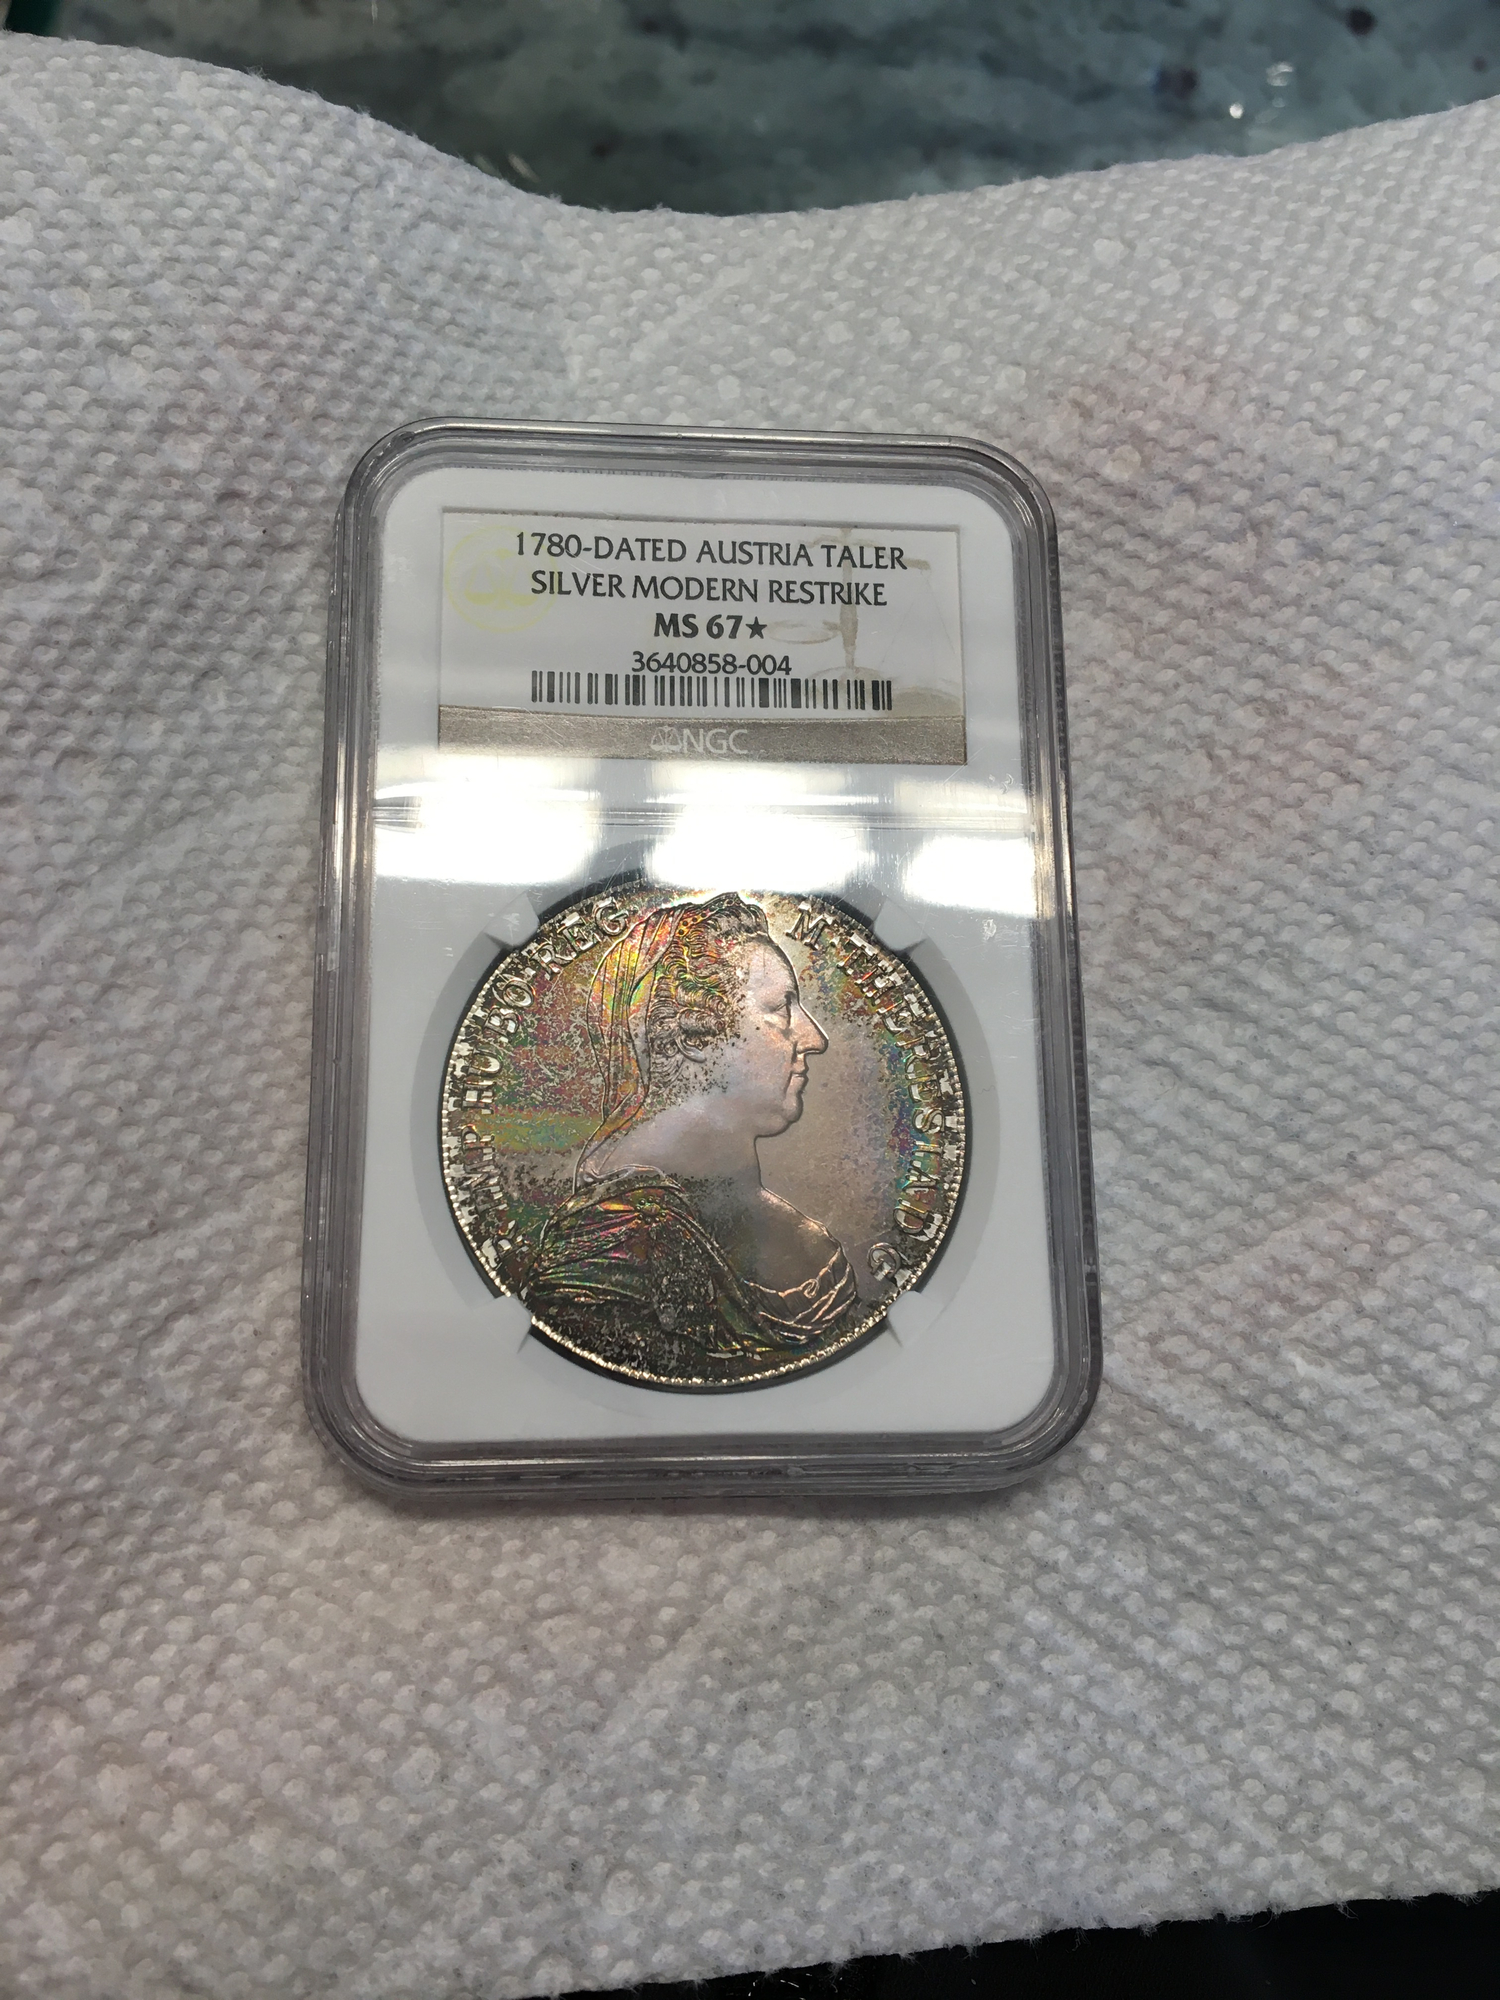 1780-DATED AUSTRIA TALER
SILVER MODERN RESTRIKE
MS 67★
3640858-004
NGC
R·IMP·HU·BO·REG·
M·THERESIA·D·G·